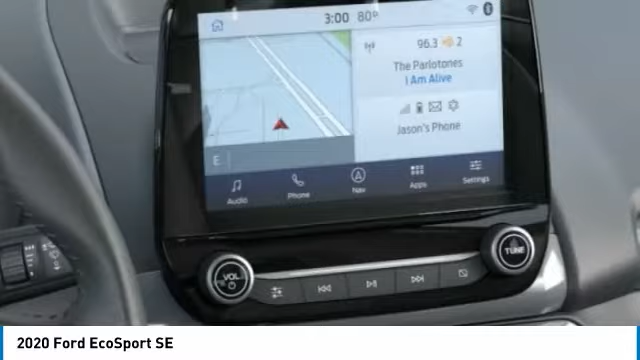 3:00 80°
96.3 2
The Parlotones
I Am Alive
Jason's Phone
E
Audio Phone Nav Apps Settings
VOL
TUNE
2020 Ford EcoSport SE